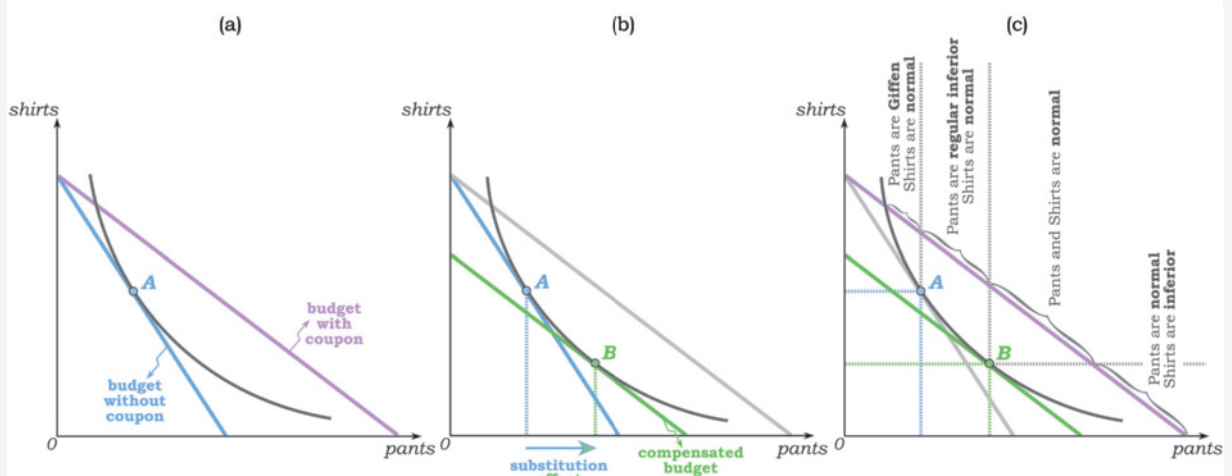 (a)
shirts
A
budget
with
coupon
budget
without
coupon
0
pants
(b)
shirts
A
B
0
pants
substitution
compensated
budget
(c)
shirts
Pants are Giffen
Shirts are normal
Pants are regular inferior
Shirts are normal
Pants and Shirts are normal
Pants are normal
Shirts are inferior
A
B
0
pants